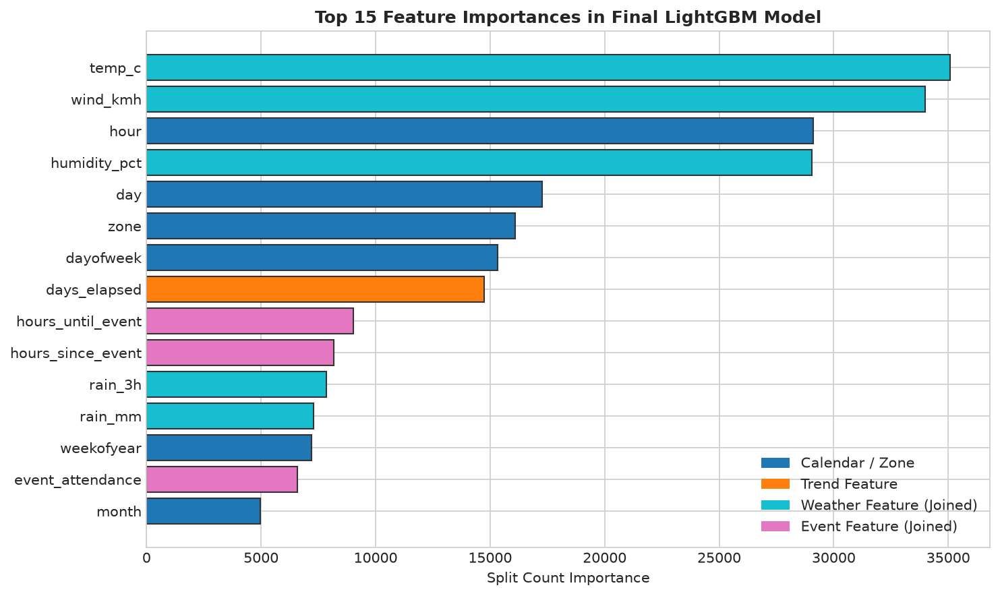 Top 15 Feature Importances in Final LightGBM Model
temp_c
wind_kmh
hour
humidity_pct
day
zone
dayofweek
days_elapsed
hours_until_event
hours_since_event
rain_3h
rain_mm
weekofyear
event_attendance
month
Calendar / Zone
Trend Feature
Weather Feature (Joined)
Event Feature (Joined)
0 5000 10000 15000 20000 25000 30000 35000
Split Count Importance